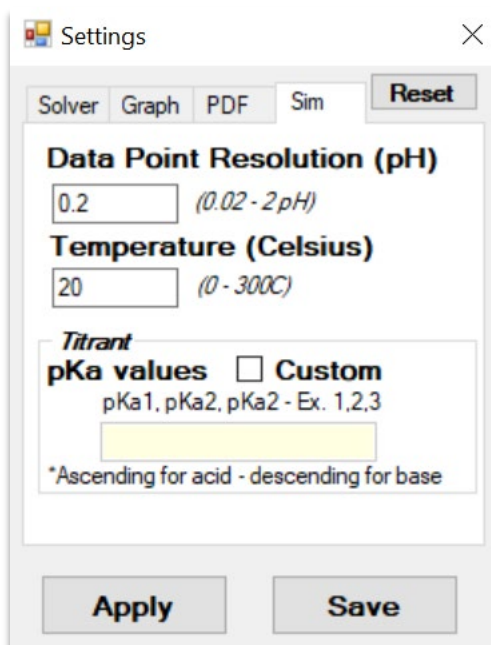 Settings
Solver Graph PDF Sim Reset
Data Point Resolution (pH)
0.2 (0.02 - 2 pH)
Temperature (Celsius)
20 (0 - 300C)
Titrant
pKa values Custom
pKa1, pKa2, pKa2 - Ex. 1,2,3
*Ascending for acid - descending for base
Apply Save